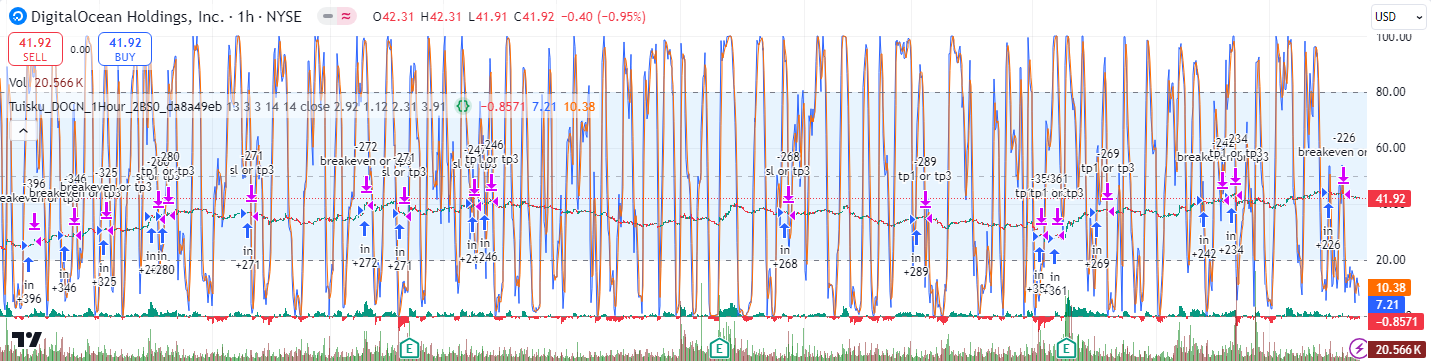 DigitalOcean Holdings, Inc. · 1h · NYSE O42.31 H42.31 L41.91 C41.92 −0.40 (−0.95%)
USD
41.92 SELL
0.00
41.92 BUY
Vol 20.566K
Tuisku_DOCN_1Hour_2BS0_da8a49eb 13 3 3 14 14 close 2.92 1.12 2.31 3.91 −0.8571 7.21 10.38
100.00
80.00
60.00
41.92
20.00
10.38
7.21
−0.8571
20.566K
-396
-346
breakeven or tp3
-325
breakeven or tp3
-280
sl or tp3
-271
sl or tp3
-272
breakeven or tp3
-271
-246
tp1 or tp3
-268
sl or tp3
-289
tp1 or tp3
-361
tp1 or tp3
-269
tp1 or tp3
-242
-234
-226
breakeven or
in
+396
in
+346
in
+325
in
in
+280
in
+271
in
+272
in
+271
in
in
+246
in
+268
in
+289
in
in
in
+269
in
+242
in
+234
in
+226
E
E
E